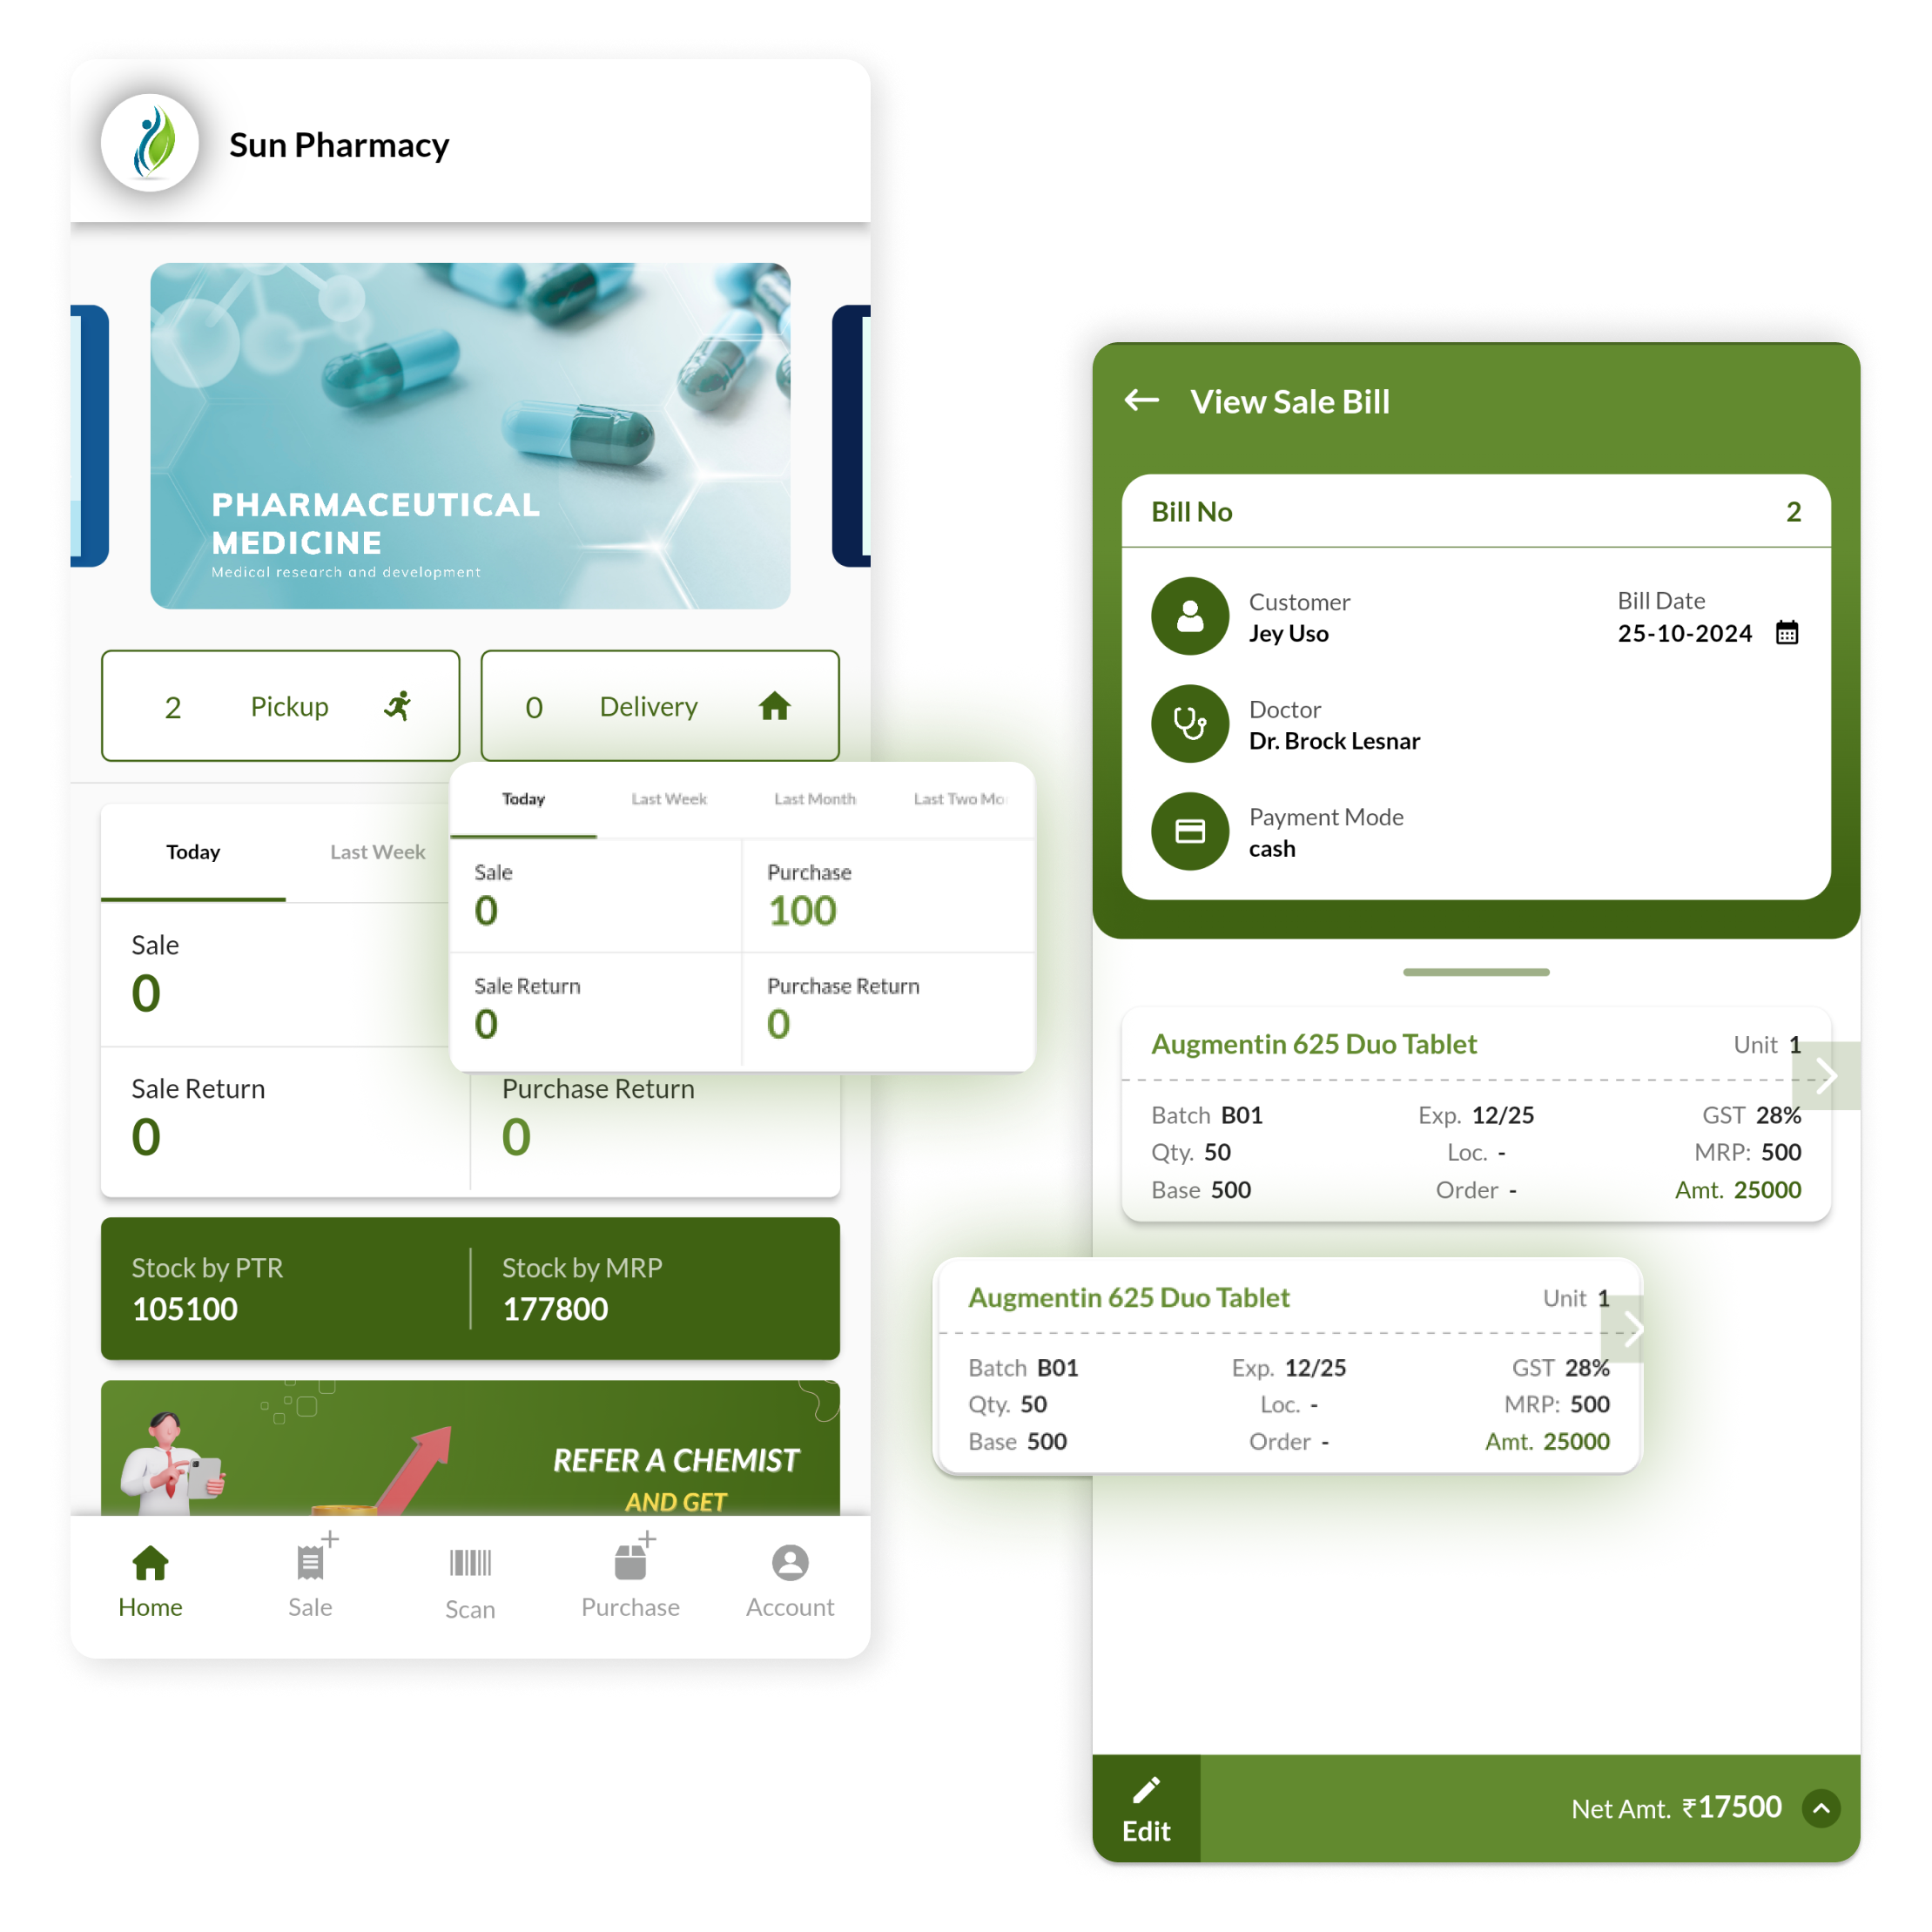 Sun Pharmacy
PHARMACEUTICAL
MEDICINE
Medical research and development
2 Pickup
0 Delivery
Today Last Week
Sale
0
Sale Return
0
Purchase Return
0
Today Last Week Last Month Last Two Mo
Sale
0
Purchase
100
Sale Return
0
Purchase Return
0
Stock by PTR
105100
Stock by MRP
177800
REFER A CHEMIST
AND GET
Home Sale Scan Purchase Account
View Sale Bill
Bill No 2
Customer
Jey Uso
Bill Date
25-10-2024
Doctor
Dr. Brock Lesnar
Payment Mode
cash
Augmentin 625 Duo Tablet Unit 1
Batch B01 Exp. 12/25 GST 28%
Qty. 50 Loc. - MRP: 500
Base 500 Order - Amt. 25000
Augmentin 625 Duo Tablet Unit 1
Batch B01 Exp. 12/25 GST 28%
Qty. 50 Loc. - MRP: 500
Base 500 Order - Amt. 25000
Edit
Net Amt. ₹17500